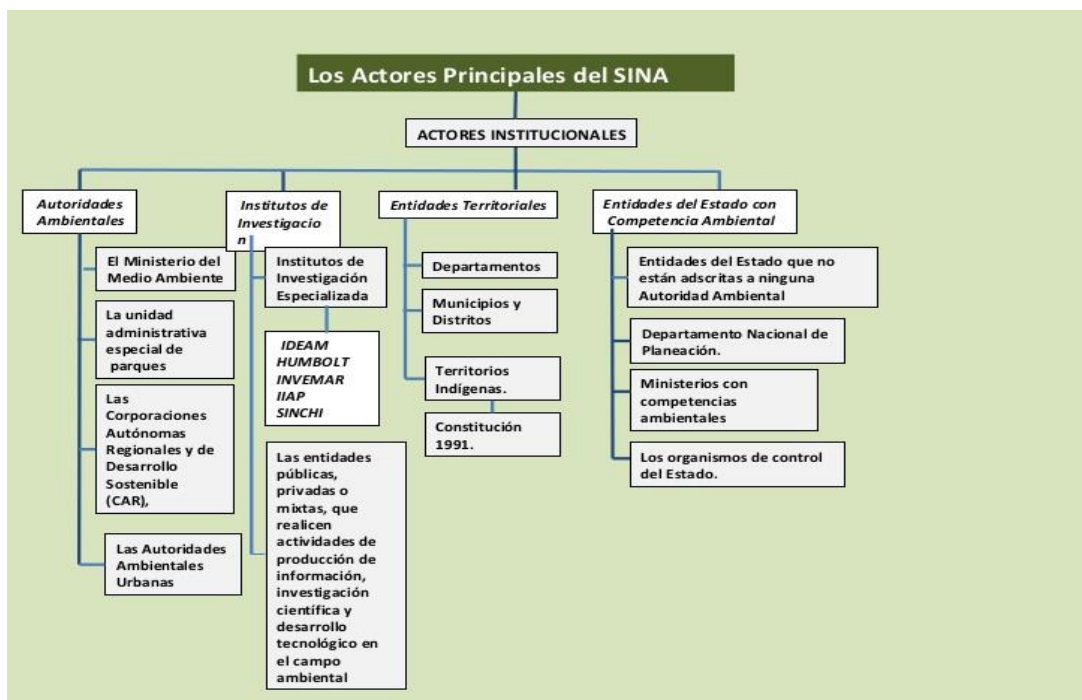 Los Actores Principales del SINA
ACTORES INSTITUCIONALES
Autoridades
Ambientales
El Ministerio del
Medio Ambiente
La unidad
administrativa
especial de
parques
Las
Corporaciones
Autónomas
Regionales y de
Desarrollo
Sostenible
(CAR),
Las Autoridades
Ambientales
Urbanas
Institutos de
Investigacio
n
Institutos de
Investigación
Especializada
IDEAM
HUMBOLT
INVEMAR
IIAP
SINCHI
Las entidades
públicas,
privadas o
mixtas, que
realicen
actividades de
producción de
información,
investigación
científica y
desarrollo
tecnológico en
el campo
ambiental
Entidades Territoriales
Departamentos
Municipios y
Distritos
Territorios
Indígenas.
Constitución
1991.
Entidades del Estado con
Competencia Ambiental
Entidades del Estado que no
están adscritas a ninguna
Autoridad Ambiental
Departamento Nacional de
Planeación.
Ministerios con
competencias
ambientales
Los organismos de control
del Estado.